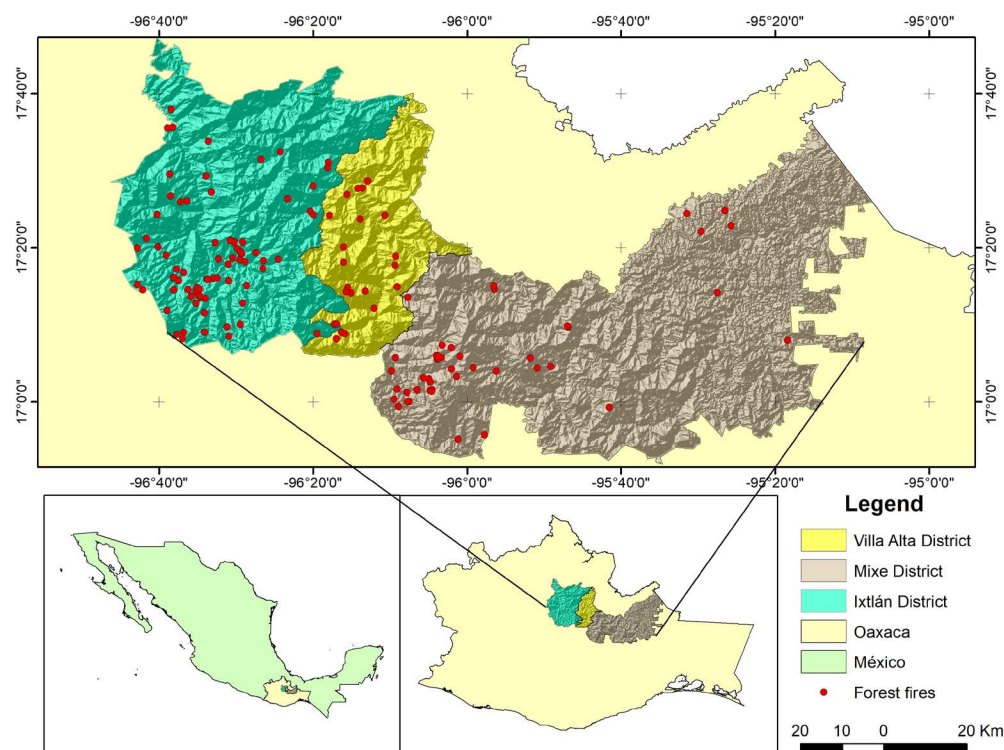 -96°40'0" -96°20'0" -96°0'0" -95°40'0" -95°20'0" -95°0'0"
17°40'0" 17°40'0"
17°20'0" 17°20'0"
17°0'0" 17°0'0"
-96°40'0" -96°20'0" -96°0'0" -95°40'0" -95°20'0" -95°0'0"
Legend
Villa Alta District
Mixe District
Ixtlán District
Oaxaca
México
Forest fires
20 10 0 20 Km